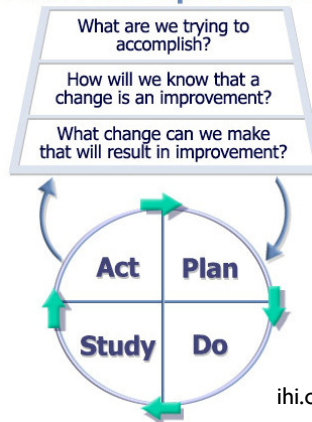 What are we trying to
accomplish?
How will we know that a
change is an improvement?
What change can we make
that will result in improvement?
Act
Plan
Study
Do